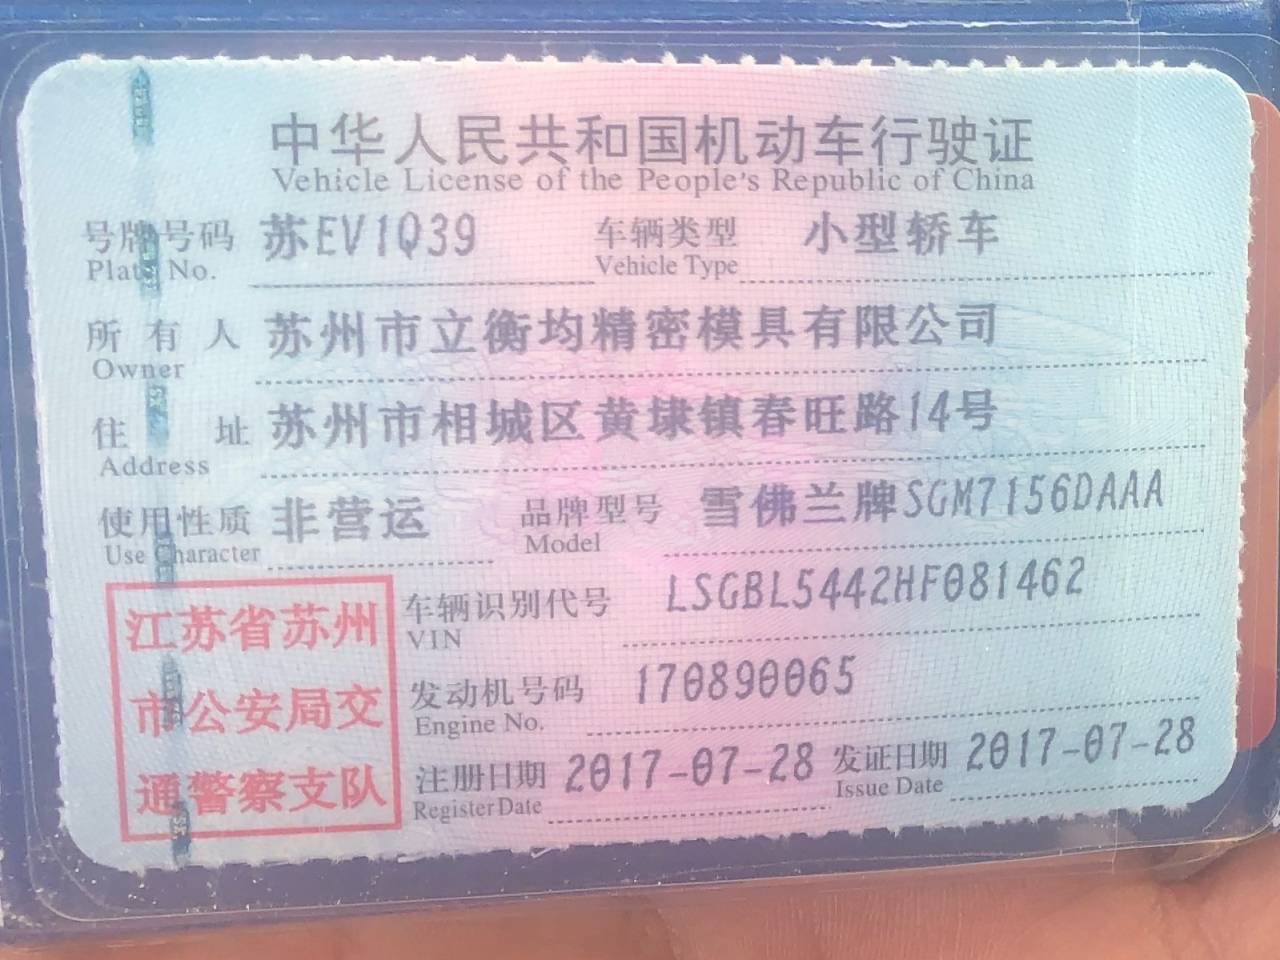 中华人民共和国机动车行驶证
Vehicle License of the People's Republic of China
号牌号码 苏EV1Q39 车辆类型 小型轿车
Plate No. Vehicle Type
所有人 苏州市立衡均精密模具有限公司
Owner
住址 苏州市相城区黄埭镇春旺路14号
Address
使用性质 非营运 品牌型号 雪佛兰牌SGM7156DAAA
Use Character Model
江苏省苏州
市公安局交
通警察支队
车辆识别代号 LSGBL5442HF081462
VIN
发动机号码 170890065
Engine No.
注册日期 2017-07-28 发证日期 2017-07-28
Register Date Issue Date